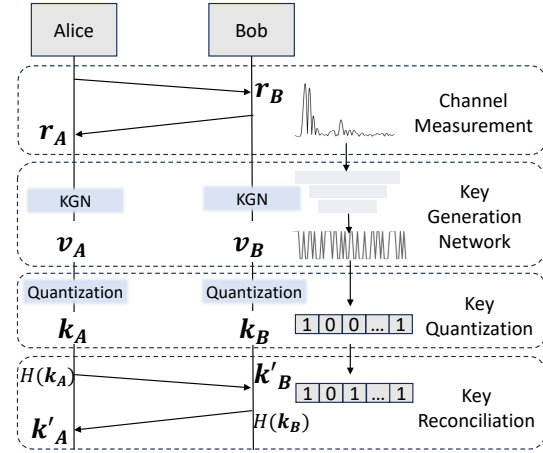 Alice
Bob
r_B
r_A
Channel
Measurement
KGN
KGN
v_A
v_B
Key
Generation
Network
Quantization
Quantization
k_A
k_B
1 0 0 ... 1
Key
Quantization
H(k_A)
k'_B
1 0 1 ... 1
k'_A
H(k_B)
Key
Reconciliation